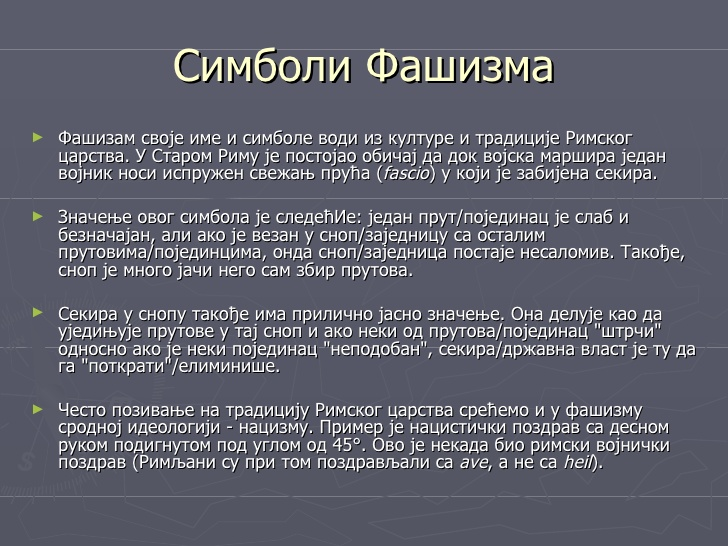 Симболи Фашизма
Фашизам своје име и симболе води из културе и традиције Римског
царства. У Старом Риму је постојао обичај да док војска маршира један
војник носи испружен свежањ прућа (fascio) у који је забијена секира.
Значење овог симбола је следећИе: један прут/појединац је слаб и
безначајан, али ако је везан у сноп/заједницу са осталим
прутовима/појединцима, онда сноп/заједница постаје несаломив. Такође,
сноп је много јачи него сам збир прутова.
Секира у снопу такође има прилично јасно значење. Она делује као да
уједињује прутове у тај сноп и ако неки од прутова/појединац "штрчи"
односно ако је неки појединац "неподобан", секира/државна власт је ту да
га "поткрати"/елиминише.
Често позивање на традицију Римског царства срећемо и у фашизму
сродној идеологији - нацизму. Пример је нацистички поздрав са десном
руком подигнутом под углом од 45°. Ово је некада био римски војнички
поздрав (Римљани су при том поздрављали са ave, а не са heil).